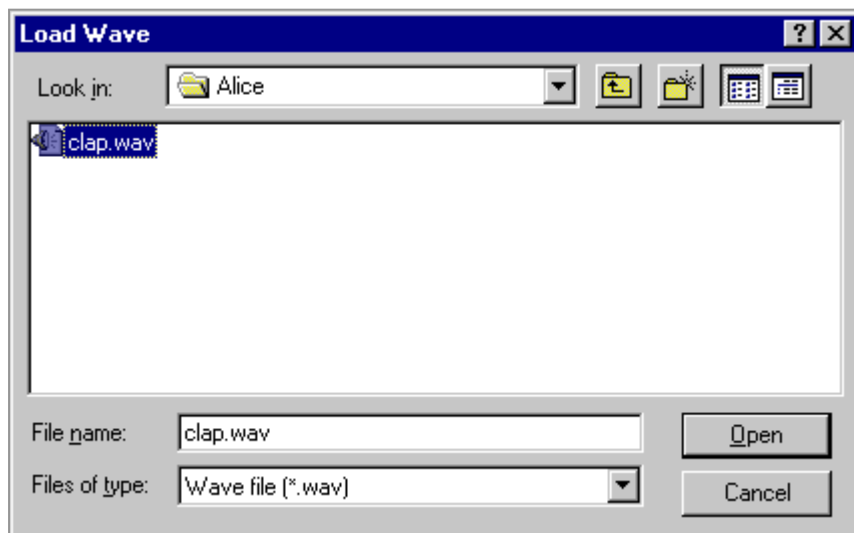 Load Wave
Look in: Alice
clap.wav
File name: clap.wav Open
Files of type: Wave file (*.wav) Cancel